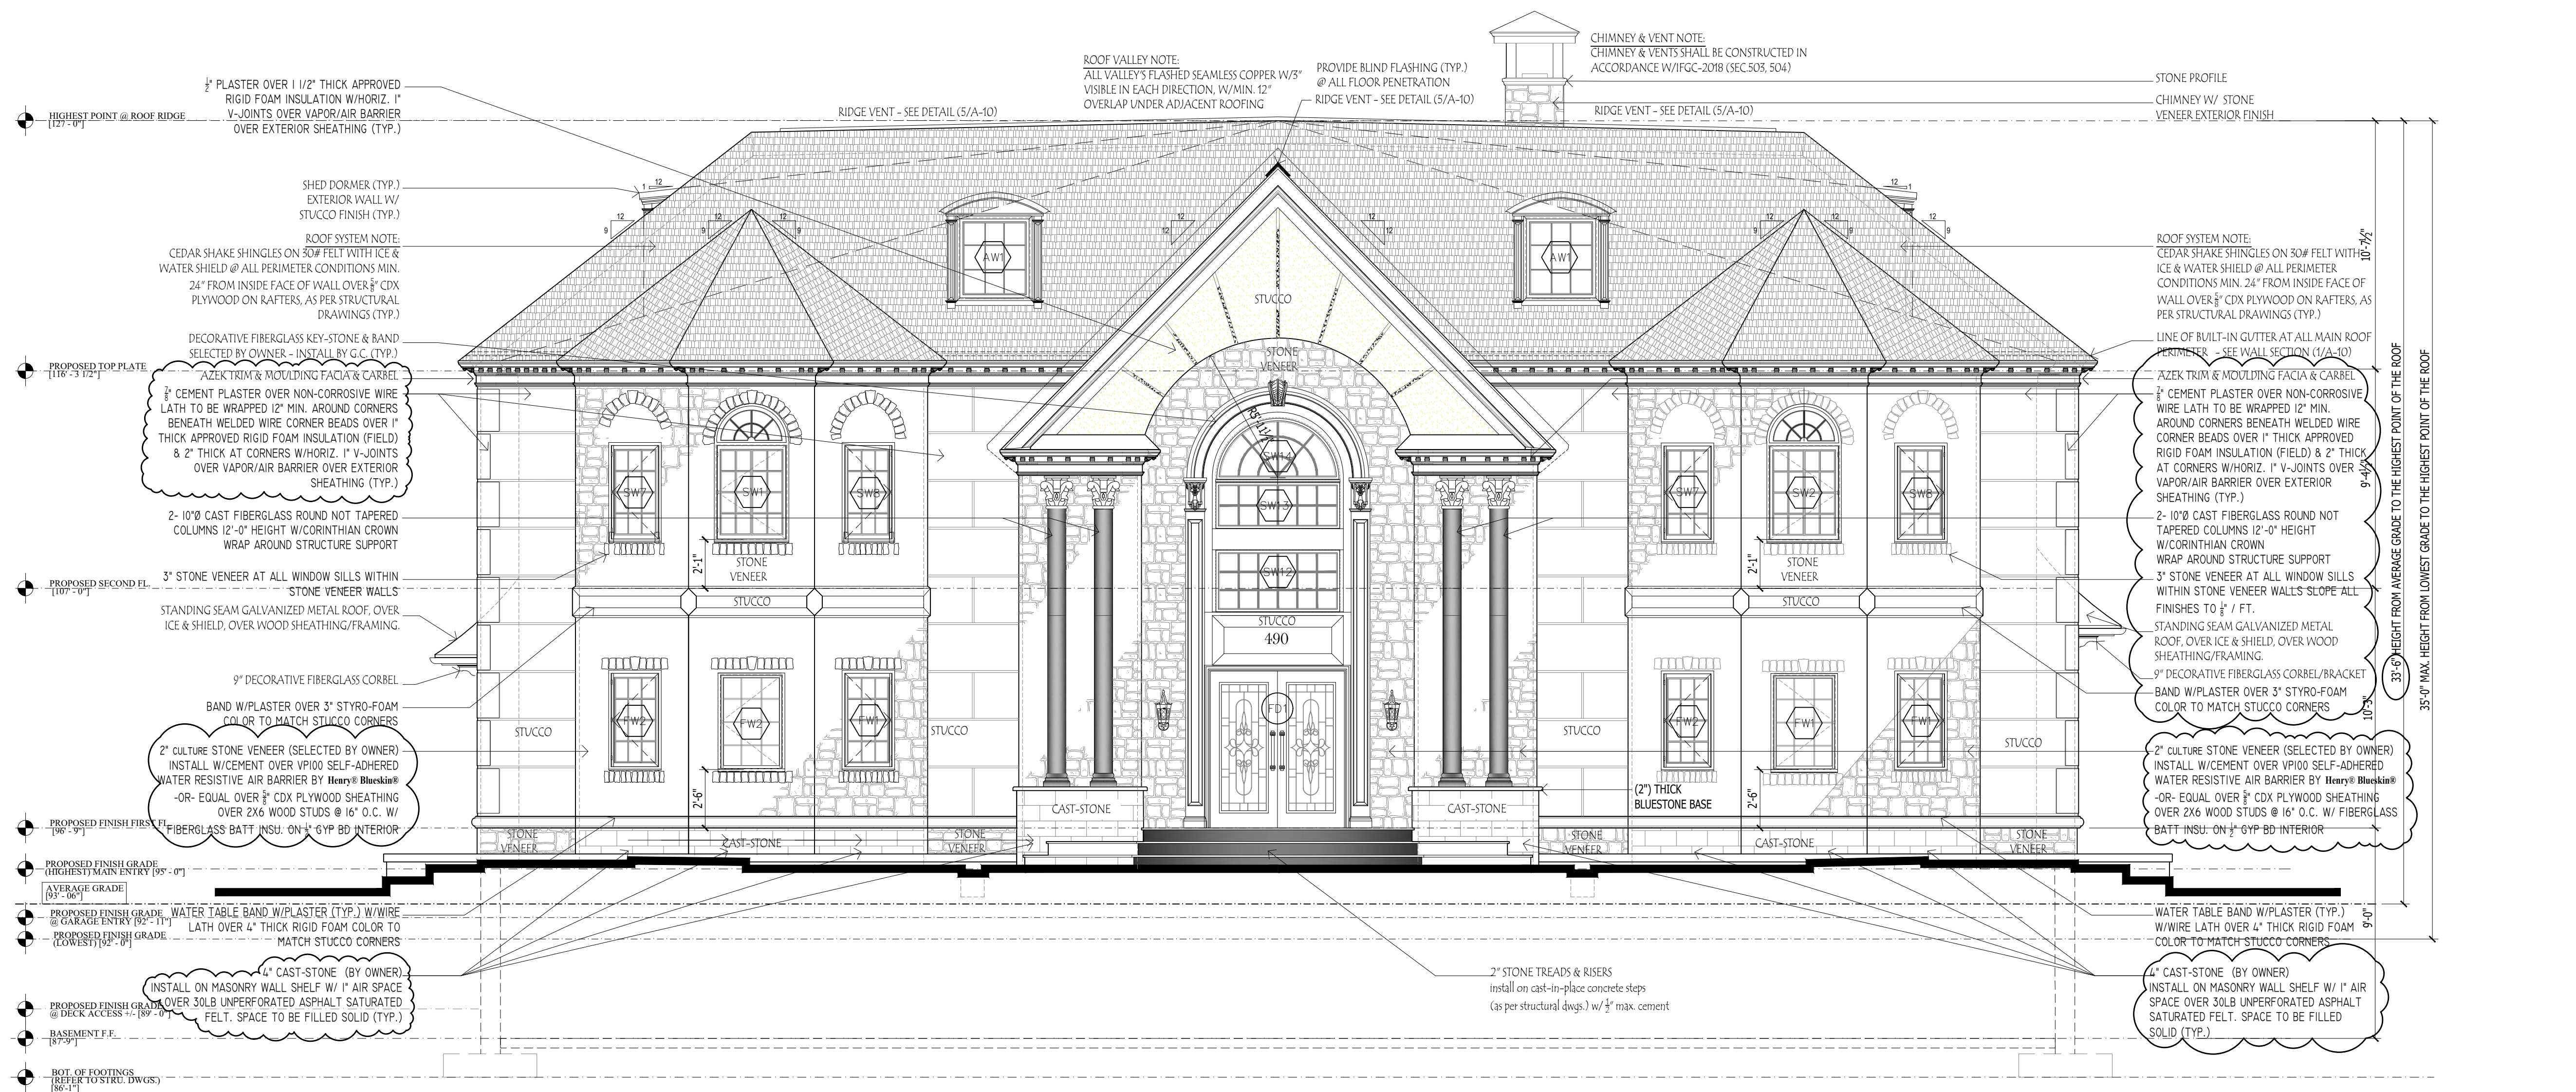 CHIMNEY & VENT NOTE:
CHIMNEY & VENTS SHALL BE CONSTRUCTED IN
ACCORDANCE W/IFGC-2018 (SEC.503, 504)
ROOF VALLEY NOTE:
ALL VALLEY'S FLASHED SEAMLESS COPPER W/3"
VISIBLE IN EACH DIRECTION, W/MIN. 12"
OVERLAP UNDER ADJACENT ROOFING
PROVIDE BLIND FLASHING (TYP.)
@ ALL FLOOR PENETRATION
RIDGE VENT - SEE DETAIL (5/A-10)
RIDGE VENT - SEE DETAIL (5/A-10)
RIDGE VENT - SEE DETAIL (5/A-10)
STONE PROFILE
CHIMNEY W/ STONE
VENEER EXTERIOR FINISH
HIGHEST POINT @ ROOF RIDGE
[127 - 0"]
PROPOSED TOP PLATE
[116' - 3 1/2"]
PROPOSED SECOND FL.
[107' - 0"]
PROPOSED FINISH FIRST FL.
[96' - 9"]
PROPOSED FINISH GRADE
(HIGHEST) MAIN ENTRY [95' - 0"]
AVERAGE GRADE
[93' - 06"]
PROPOSED FINISH GRADE
@ GARAGE ENTRY [92' - 11"]
PROPOSED FINISH GRADE
(LOWEST) [92' - 0"]
PROPOSED FINISH GRADE
@ DECK ACCESS +/- [89' - 0"]
BASEMENT F.F.
[87'-9"]
BOT. OF FOOTINGS
(REFER TO STRU. DWGS.)
[86'-1"]
1/2" PLASTER OVER 1 1/2" THICK APPROVED
RIGID FOAM INSULATION W/HORIZ. 1"
V-JOINTS OVER VAPOR/AIR BARRIER
OVER EXTERIOR SHEATHING (TYP.)
SHED DORMER (TYP.)
EXTERIOR WALL W/
STUCCO FINISH (TYP.)
ROOF SYSTEM NOTE:
CEDAR SHAKE SHINGLES ON 30# FELT WITH ICE &
WATER SHIELD @ ALL PERIMETER CONDITIONS MIN.
24" FROM INSIDE FACE OF WALL OVER 5/8" CDX
PLYWOOD ON RAFTERS, AS PER STRUCTURAL
DRAWINGS (TYP.)
DECORATIVE FIBERGLASS KEY-STONE & BAND
SELECTED BY OWNER - INSTALL BY G.C. (TYP.)
AZEK TRIM & MOULDING FACIA & CARBEL
7/8" CEMENT PLASTER OVER NON-CORROSIVE WIRE
LATH TO BE WRAPPED 12" MIN. AROUND CORNERS
BENEATH WELDED WIRE CORNER BEADS OVER 1"
THICK APPROVED RIGID FOAM INSULATION (FIELD)
& 2" THICK AT CORNERS W/HORIZ. 1" V-JOINTS
OVER VAPOR/AIR BARRIER OVER EXTERIOR
SHEATHING (TYP.)
2- 10"Ø CAST FIBERGLASS ROUND NOT TAPERED
COLUMNS 12'-0" HEIGHT W/CORINTHIAN CROWN
WRAP AROUND STRUCTURE SUPPORT
3" STONE VENEER AT ALL WINDOW SILLS WITHIN
STONE VENEER WALLS
STANDING SEAM GALVANIZED METAL ROOF, OVER
ICE & SHIELD, OVER WOOD SHEATHING/FRAMING.
9" DECORATIVE FIBERGLASS CORBEL
BAND W/PLASTER OVER 3" STYRO-FOAM
COLOR TO MATCH STUCCO CORNERS
2" CULTURE STONE VENEER (SELECTED BY OWNER)
INSTALL W/CEMENT OVER VP100 SELF-ADHERED
WATER RESISTIVE AIR BARRIER BY Henry® Blueskin®
-OR- EQUAL OVER 5/8" CDX PLYWOOD SHEATHING
OVER 2X6 WOOD STUDS @ 16" O.C. W/
FIBERGLASS BATT INSU. ON 1/2" GYP BD INTERIOR
WATER TABLE BAND W/PLASTER (TYP.) W/WIRE
LATH OVER 4" THICK RIGID FOAM COLOR TO
MATCH STUCCO CORNERS
4" CAST-STONE (BY OWNER)
INSTALL ON MASONRY WALL SHELF W/ 1" AIR SPACE
OVER 30LB UNPERFORATED ASPHALT SATURATED
FELT. SPACE TO BE FILLED SOLID (TYP.)
1 12
12 1
12 9
12 9
12 9
12 12
12 12
12 9
12 9
12 9
AW1
AW1
STUCCO
STONE
VENEER
R5'-11 1/2"
SW7
SW1
SW8
SW14
SW13
SW12
SW7
SW2
SW8
2'-1"
STONE
VENEER
STUCCO
2'-1"
STONE
VENEER
STUCCO
STUCCO
490
FD1
FW2
FW2
FW1
FW2
FW1
FW1
STUCCO
STUCCO
STUCCO
STUCCO
2'-6"
2'-6"
CAST-STONE
CAST-STONE
(2") THICK
BLUESTONE BASE
STONE
VENEER
CAST-STONE
STONE
VENEER
STONE
VENEER
CAST-STONE
STONE
VENEER
2" STONE TREADS & RISERS
install on cast-in-place concrete steps
(as per structural dwgs.) w/ 1/2" max. cement
ROOF SYSTEM NOTE:
CEDAR SHAKE SHINGLES ON 30# FELT WITH
ICE & WATER SHIELD @ ALL PERIMETER
CONDITIONS MIN. 24" FROM INSIDE FACE OF
WALL OVER 5/8" CDX PLYWOOD ON RAFTERS, AS
PER STRUCTURAL DRAWINGS (TYP.)
LINE OF BUILT-IN GUTTER AT ALL MAIN ROOF
PERIMETER - SEE WALL SECTION (1/A-10)
AZEK TRIM & MOULDING FACIA & CARBEL
7/8" CEMENT PLASTER OVER NON-CORROSIVE
WIRE LATH TO BE WRAPPED 12" MIN.
AROUND CORNERS BENEATH WELDED WIRE
CORNER BEADS OVER 1" THICK APPROVED
RIGID FOAM INSULATION (FIELD) & 2" THICK
AT CORNERS W/HORIZ. 1" V-JOINTS OVER
VAPOR/AIR BARRIER OVER EXTERIOR
SHEATHING (TYP.)
2- 10"Ø CAST FIBERGLASS ROUND NOT
TAPERED COLUMNS 12'-0" HEIGHT
W/CORINTHIAN CROWN
WRAP AROUND STRUCTURE SUPPORT
3" STONE VENEER AT ALL WINDOW SILLS
WITHIN STONE VENEER WALLS SLOPE ALL
FINISHES TO 1/8" / FT.
STANDING SEAM GALVANIZED METAL
ROOF, OVER ICE & SHIELD, OVER WOOD
SHEATHING/FRAMING.
9" DECORATIVE FIBERGLASS CORBEL/BRACKET
BAND W/PLASTER OVER 3" STYRO-FOAM
COLOR TO MATCH STUCCO CORNERS
2" CULTURE STONE VENEER (SELECTED BY OWNER)
INSTALL W/CEMENT OVER VP100 SELF-ADHERED
WATER RESISTIVE AIR BARRIER BY Henry® Blueskin®
-OR- EQUAL OVER 5/8" CDX PLYWOOD SHEATHING
OVER 2X6 WOOD STUDS @ 16" O.C. W/ FIBERGLASS
BATT INSU. ON 1/2" GYP BD INTERIOR
WATER TABLE BAND W/PLASTER (TYP.)
W/WIRE LATH OVER 4" THICK RIGID FOAM
COLOR TO MATCH STUCCO CORNERS
4" CAST-STONE (BY OWNER)
INSTALL ON MASONRY WALL SHELF W/ 1" AIR
SPACE OVER 30LB UNPERFORATED ASPHALT
SATURATED FELT. SPACE TO BE FILLED
SOLID (TYP.)
10'-7 1/2"
9'-4 1/2"
10'-3"
9'-0"
33'-6" HEIGHT FROM AVERAGE GRADE TO THE HIGHEST POINT OF THE ROOF
35'-0" MAX. HEIGHT FROM LOWEST GRADE TO THE HIGHEST POINT OF THE ROOF